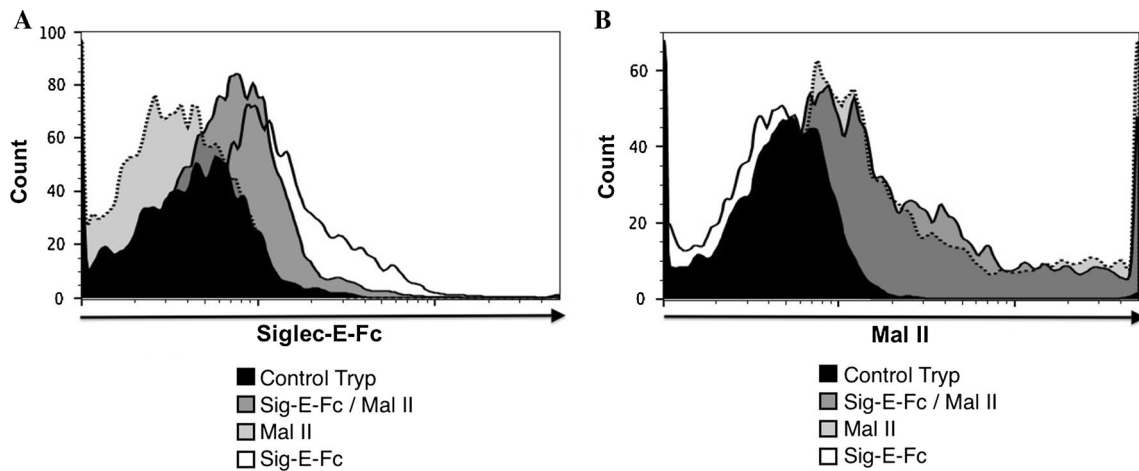 A
100
80
60
40
20
0
Count
Siglec-E-Fc
Control Tryp
Sig-E-Fc / Mal II
Mal II
Sig-E-Fc
B
60
40
20
0
Count
Mal II
Control Tryp
Sig-E-Fc / Mal II
Mal II
Sig-E-Fc